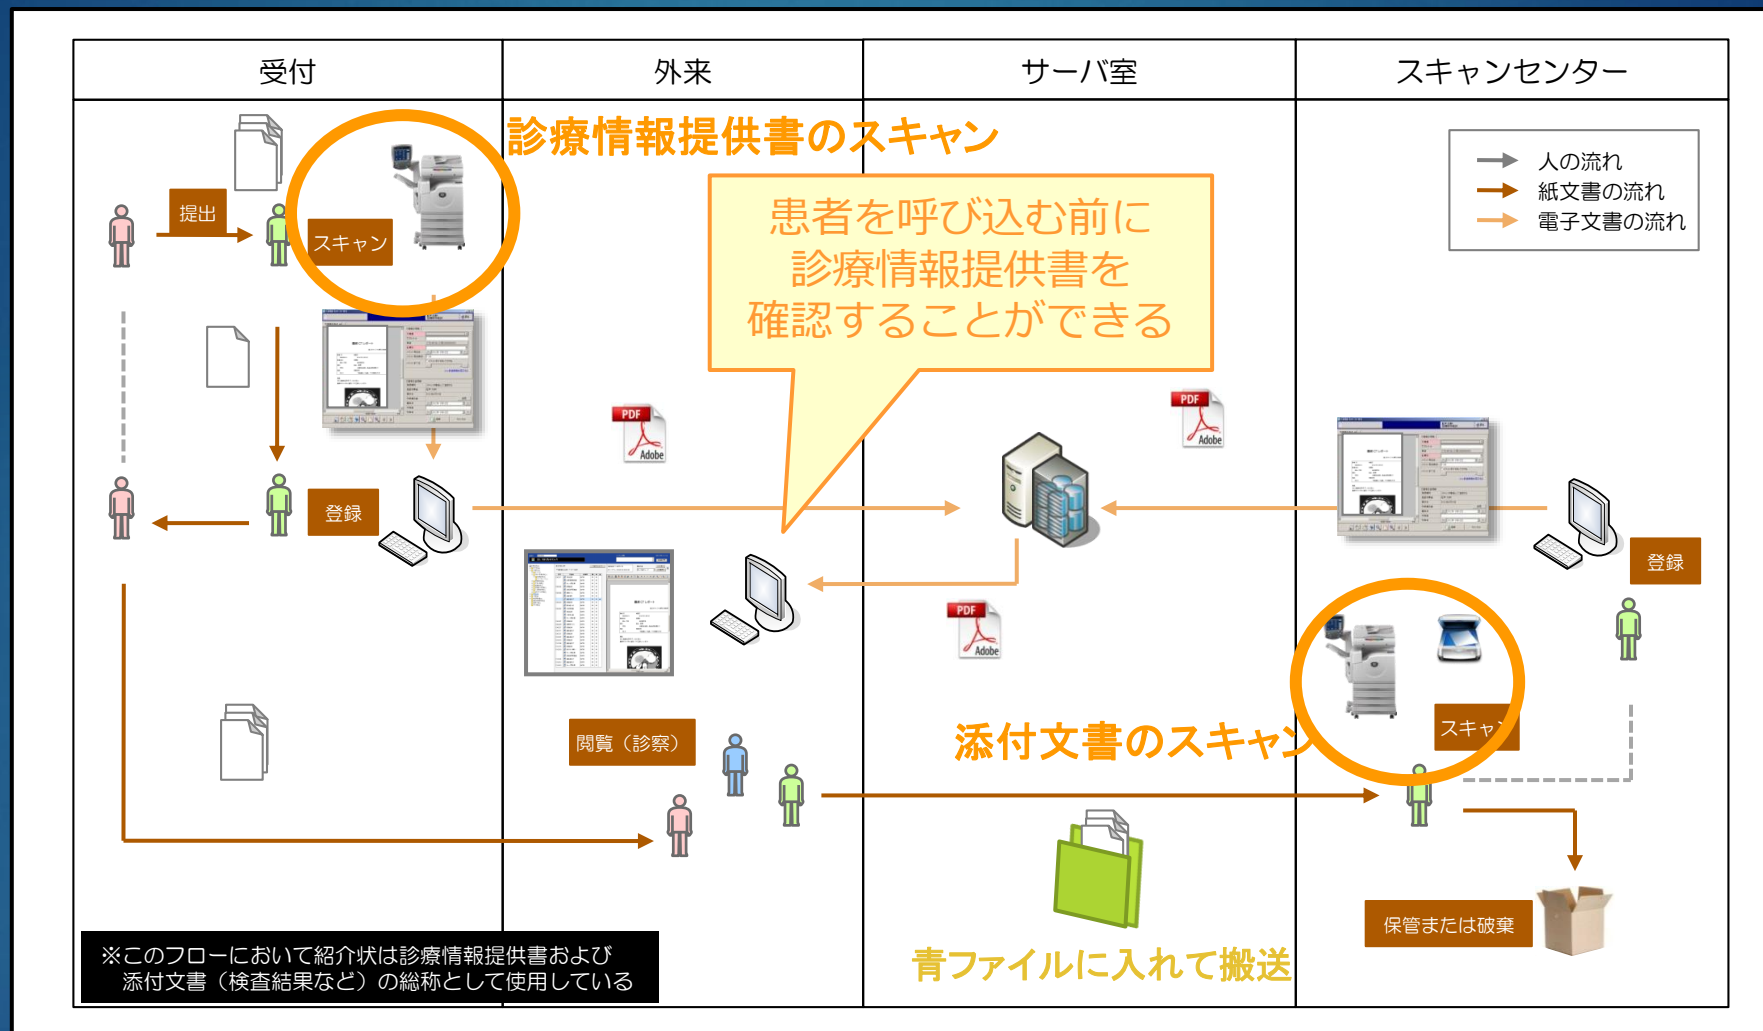 受付
外来
サーバ室
スキャンセンター
診療情報提供書のスキャン
人の流れ
紙文書の流れ
電子文書の流れ
提出
スキャン
患者を呼び込む前に
診療情報提供書を
確認することができる
PDF
Adobe
PDF
Adobe
登録
登録
PDF
Adobe
閲覧（診察）
添付文書のスキャン
スキャン
保管または破棄
青ファイルに入れて搬送
※このフローにおいて紹介状は診療情報提供書および
添付文書（検査結果など）の総称として使用している